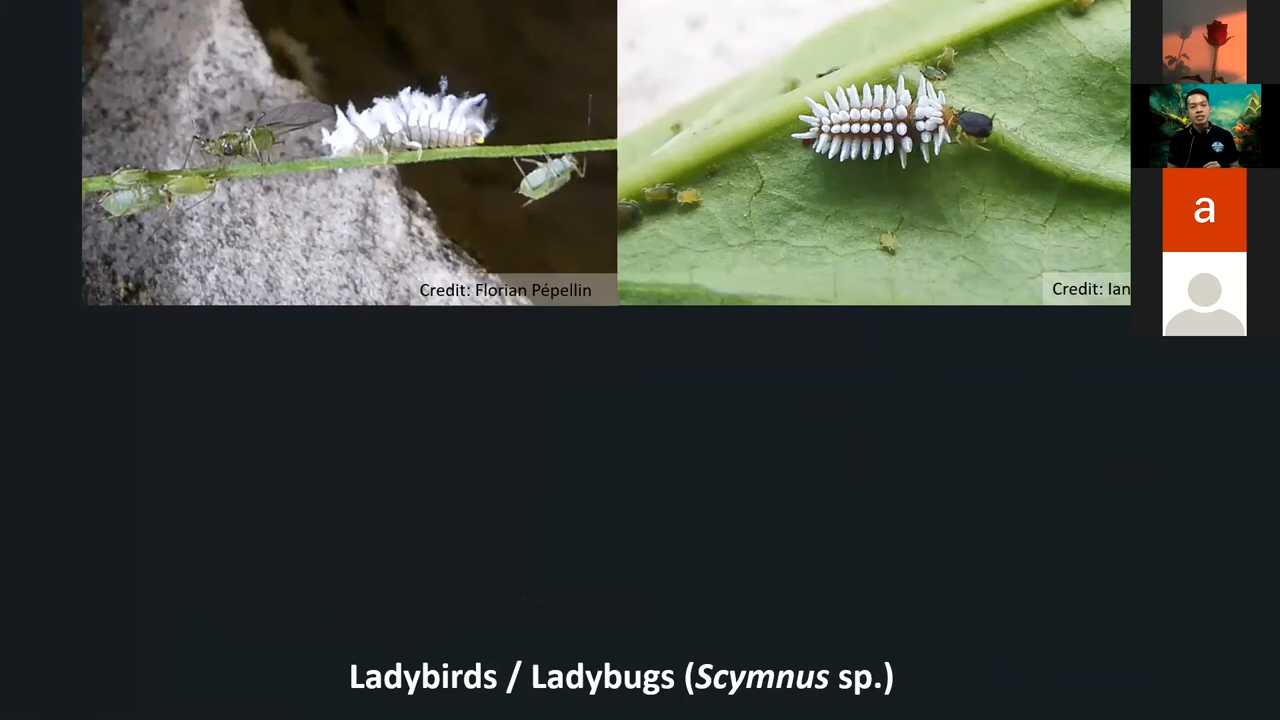 Credit: Florian Pépellin
Credit: Ian
a
Ladybirds / Ladybugs (Scymnus sp.)